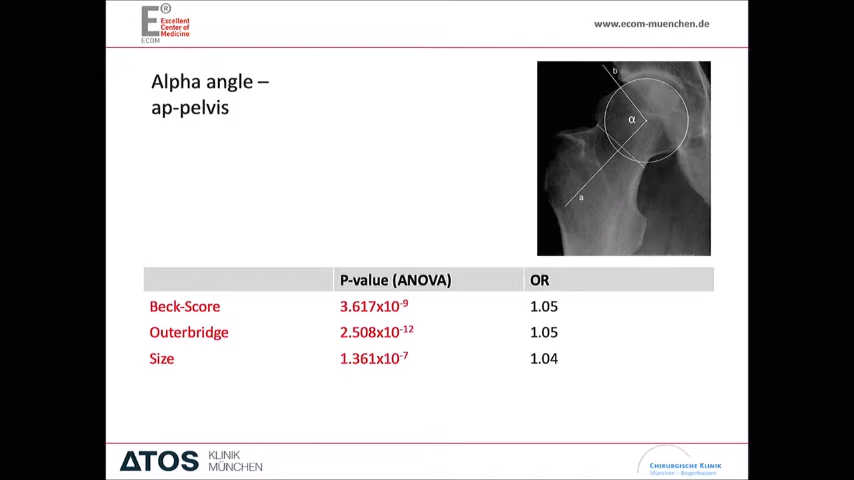 E®
Excellent
Center of
Medicine
ECOM
www.ecom-muenchen.de
Alpha angle –
ap-pelvis
b
α
a
P-value (ANOVA) OR
Beck-Score 3.617x10⁻⁹ 1.05
Outerbridge 2.508x10⁻¹² 1.05
Size 1.361x10⁻⁷ 1.04
ATOS KLINIK
MÜNCHEN
CHIRURGISCHE KLINIK
München – Bogenhausen